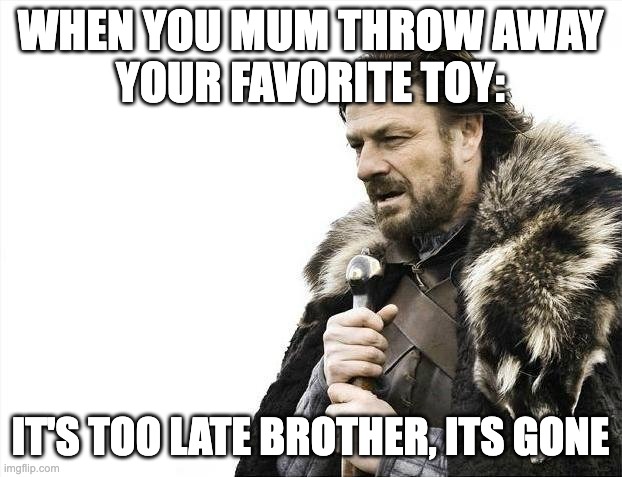 WHEN YOU MUM THROW AWAY
YOUR FAVORITE TOY:
IT'S TOO LATE BROTHER, ITS GONE
imgflip.com